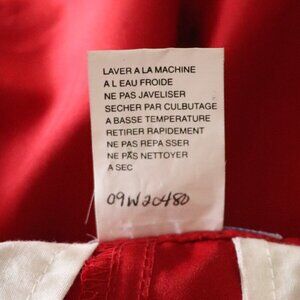 LAVER A LA MACHINE
A L EAU FROIDE
NE PAS JAVELISER
SECHER PAR CULBUTAGE
A BASSE TEMPERATURE
RETIRER RAPIDEMENT
NE PAS REPASSER
NE PAS NETTOYER
A SEC
09W20480